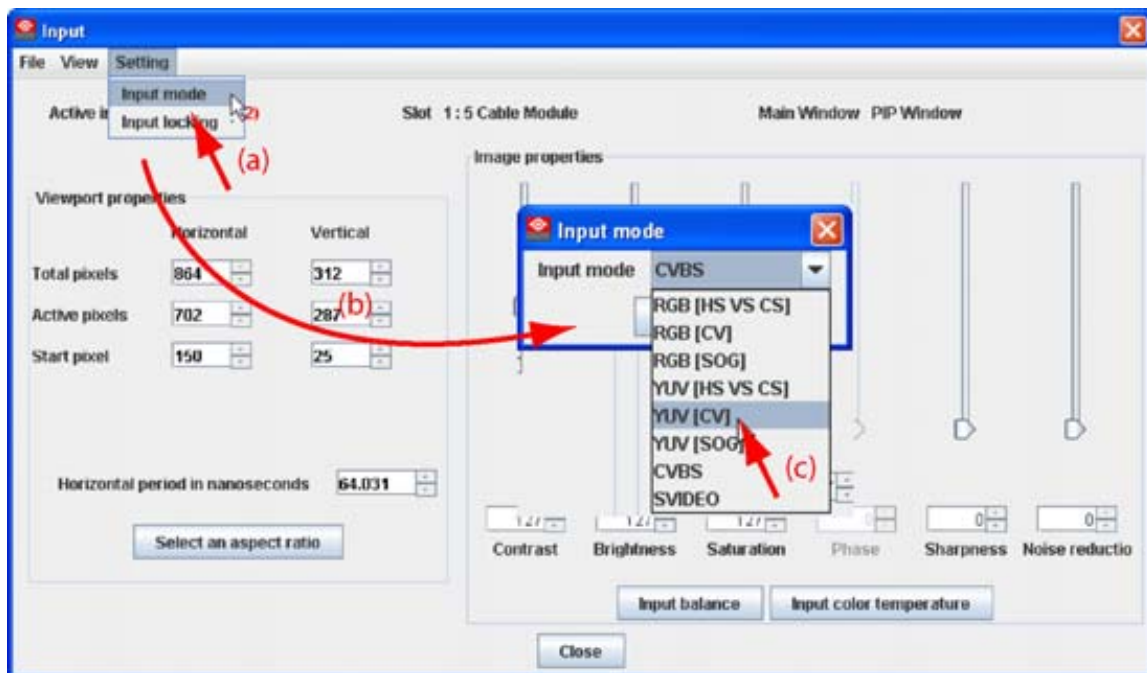 Input
File View Setting
Input mode
Input locking
Active i 2)
Slot 1 : 5 Cable Module
Main Window PIP Window
(a)
Image properties
Viewport properties
Horizontal Vertical
Total pixels 864 312
Active pixels 702 287
Start pixel 150 25
(b)
Horizontal period in nanoseconds 64.031
Select an aspect ratio
Input mode
Input mode CVBS
RGB [HS VS CS]
RGB [CV]
RGB [SOG]
YUV [HS VS CS]
YUV [CV]
YUV [SOG]
CVBS
SVIDEO
(c)
127 127 127 0 0 0
Contrast Brightness Saturation Phase Sharpness Noise reductio
Input balance Input color temperature
Close